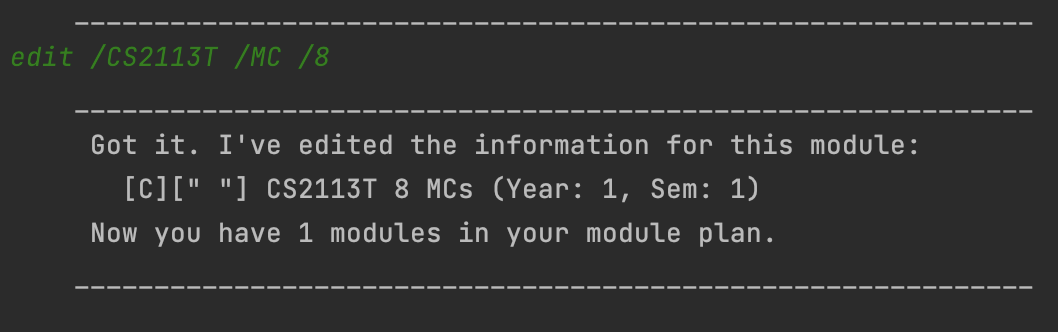 ____________________________________________________________
edit /CS2113T /MC /8
____________________________________________________________
Got it. I've edited the information for this module:
[C][" "] CS2113T 8 MCs (Year: 1, Sem: 1)
Now you have 1 modules in your module plan.
____________________________________________________________